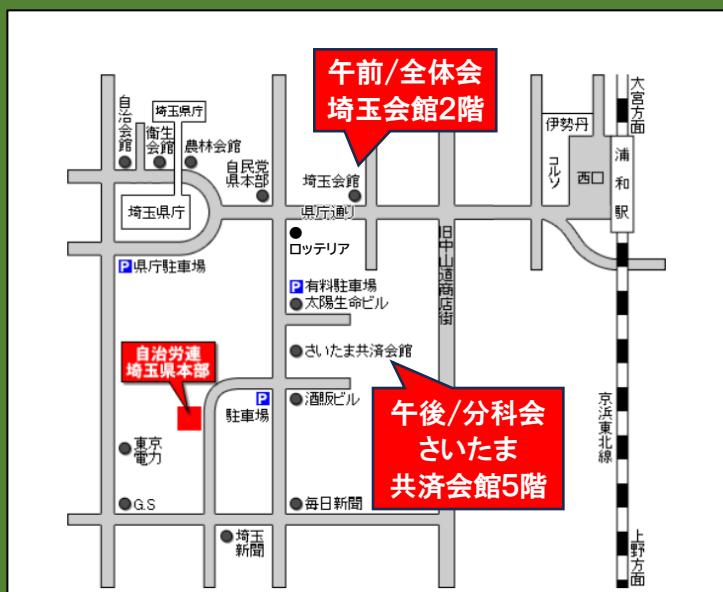 午前/全体会
埼玉会館2階
大宮方面
自治会館
埼玉県庁
衛生
会館
農林会館
自民党
県本部
埼玉会館
伊勢丹
コルソ
西口
浦和駅
埼玉県庁
県庁通り
ロッテリア
旧中山道商店街
P県庁駐車場
P有料駐車場
太陽生命ビル
自治労連
埼玉県本部
さいたま共済会館
P
駐車場
酒販ビル
午後/分科会
さいたま
共済会館5階
京浜東北線
東京
電力
G.S
毎日新聞
埼玉
新聞
上野方面